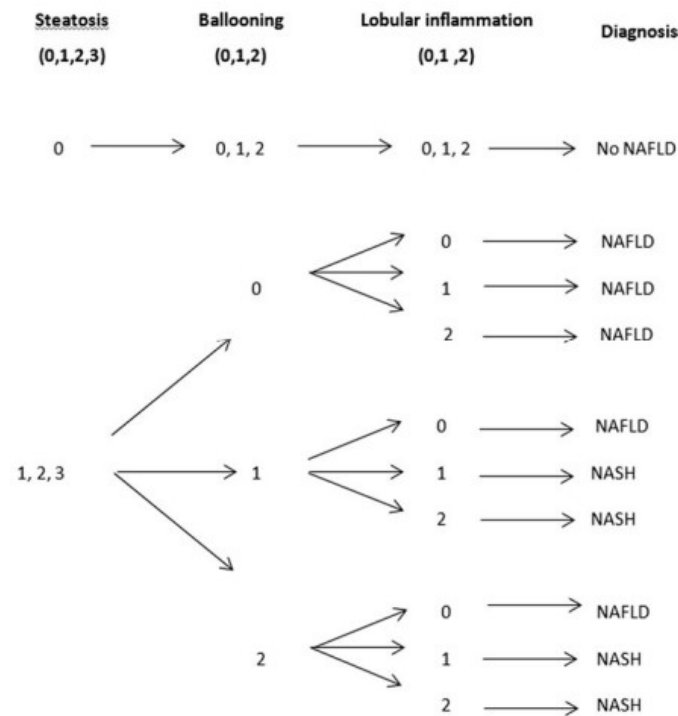 Steatosis Ballooning Lobular inflammation Diagnosis
(0,1,2,3) (0,1,2) (0,1 ,2)
0 0, 1, 2 0, 1, 2 No NAFLD
0 NAFLD
0 1 NAFLD
2 NAFLD
0 NAFLD
1, 2, 3 1 1 NASH
2 NASH
0 NAFLD
2 1 NASH
2 NASH